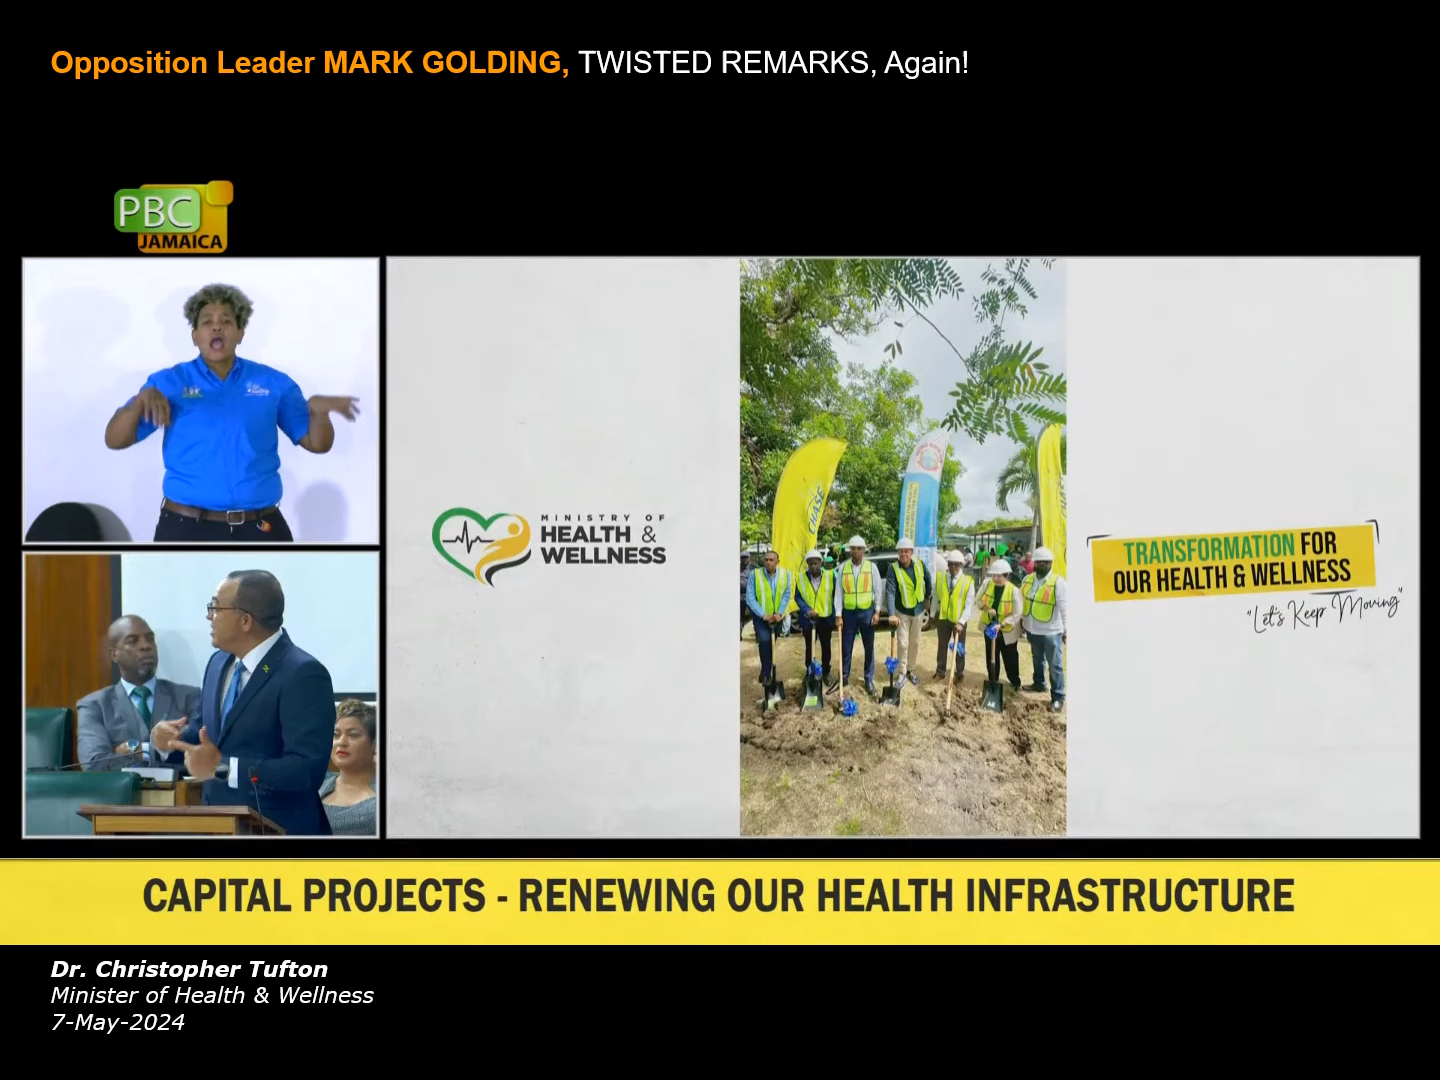 Opposition Leader MARK GOLDING, TWISTED REMARKS, Again!
PBC
JAMAICA
MINISTRY OF
HEALTH &
WELLNESS
CHASE
TRANSFORMATION FOR
OUR HEALTH & WELLNESS
"Let's Keep Moving"
CAPITAL PROJECTS - RENEWING OUR HEALTH INFRASTRUCTURE
Dr. Christopher Tufton
Minister of Health & Wellness
7-May-2024